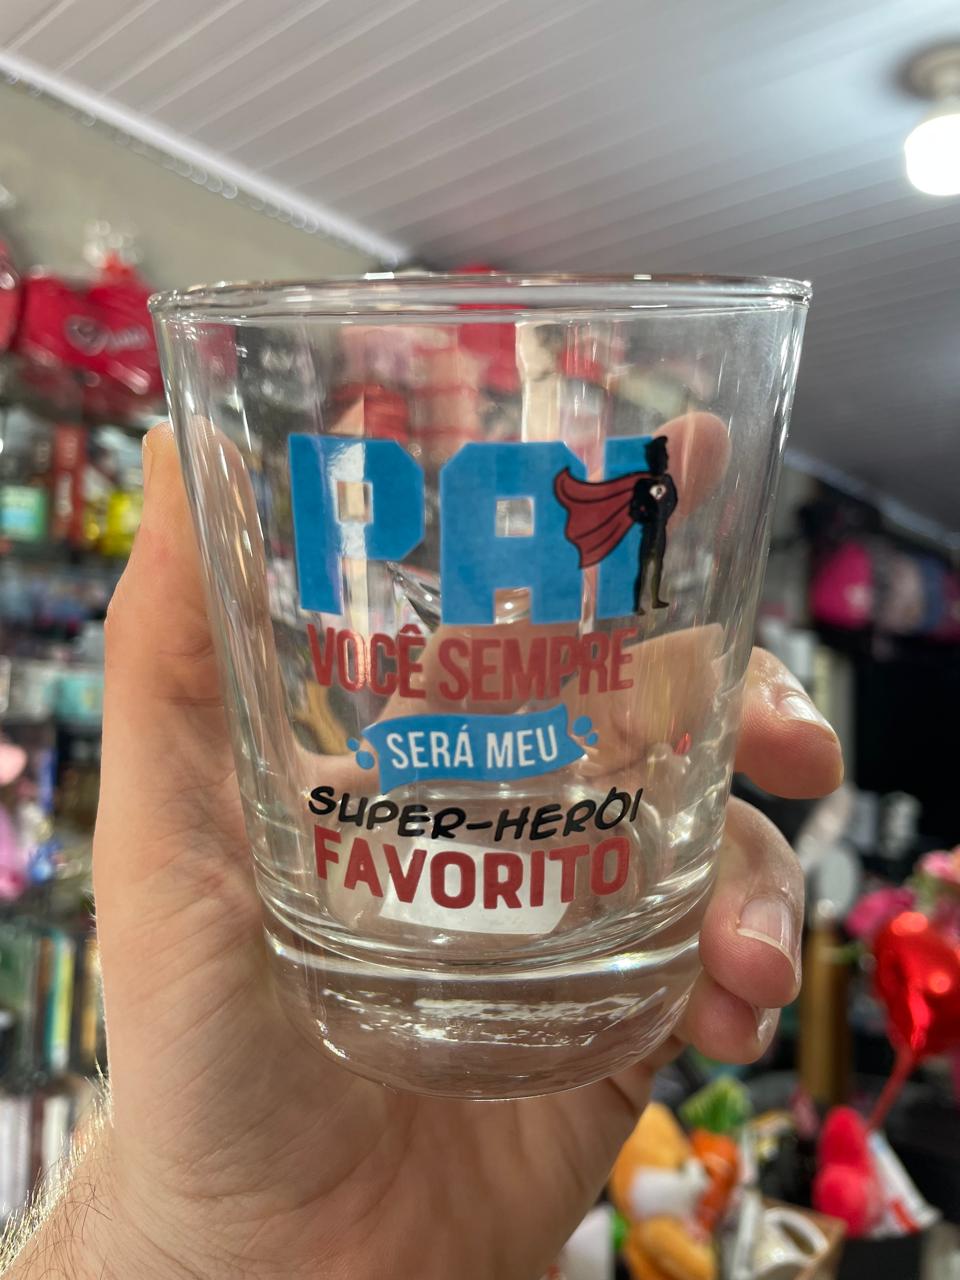 PAI
VOCÊ SEMPRE
SERÁ MEU
SUPER-HERÓI
FAVORITO